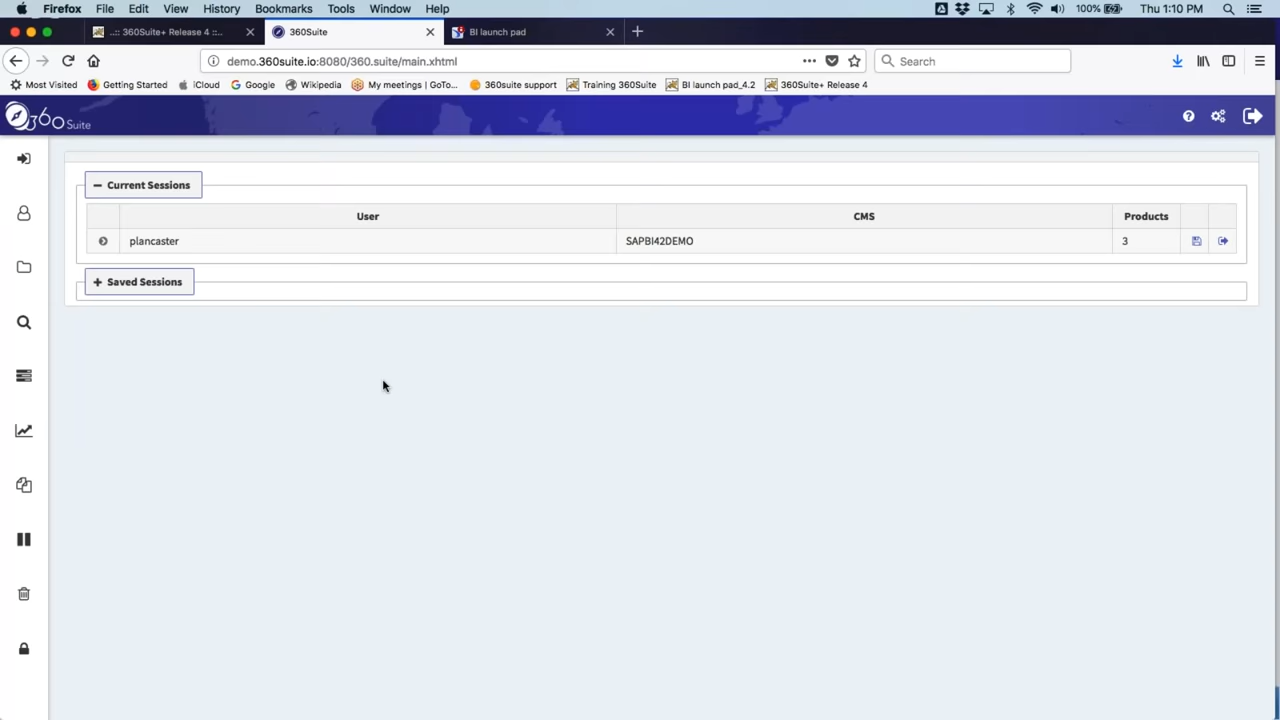 Firefox File Edit View History Bookmarks Tools Window Help 100% Thu 1:10 PM
..:: 360Suite+ Release 4 ::.. 360Suite BI launch pad
demo.360suite.io:8080/360.suite/main.xhtml Search
Most Visited Getting Started iCloud Google Wikipedia My meetings | GoTo... 360suite support Training 360Suite BI launch pad_4.2 360Suite+ Release 4
360 Suite
Current Sessions
User CMS Products
plancaster SAPBI42DEMO 3
Saved Sessions